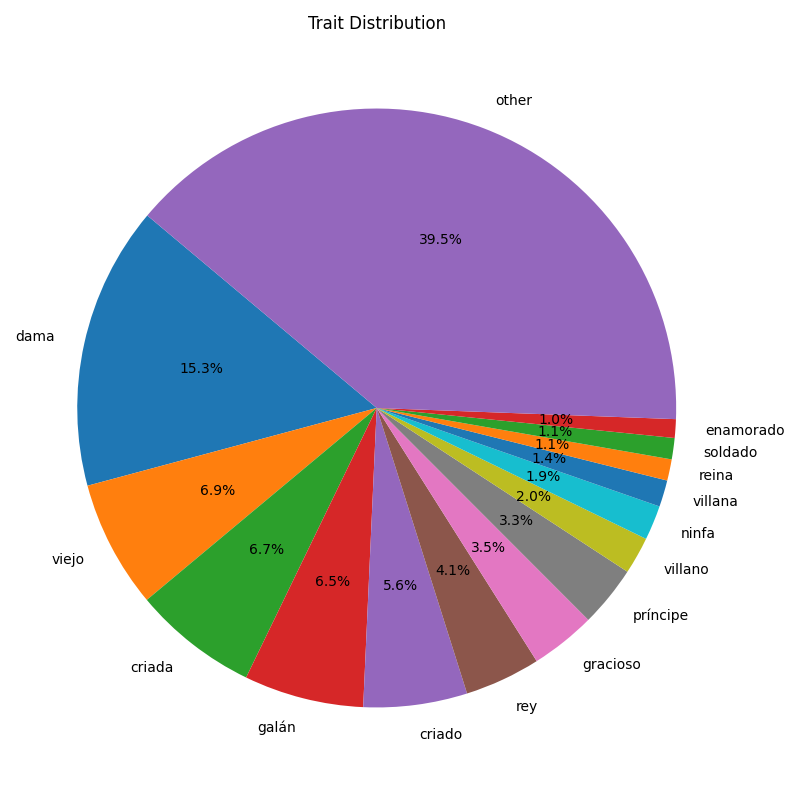 Trait Distribution
other
39.5%
dama
15.3%
viejo
6.9%
criada
6.7%
galán
6.5%
criado
5.6%
rey
4.1%
gracioso
3.5%
príncipe
3.3%
villano
2.0%
ninfa
1.9%
villana
1.4%
reina
1.1%
soldado
1.1%
enamorado
1.0%